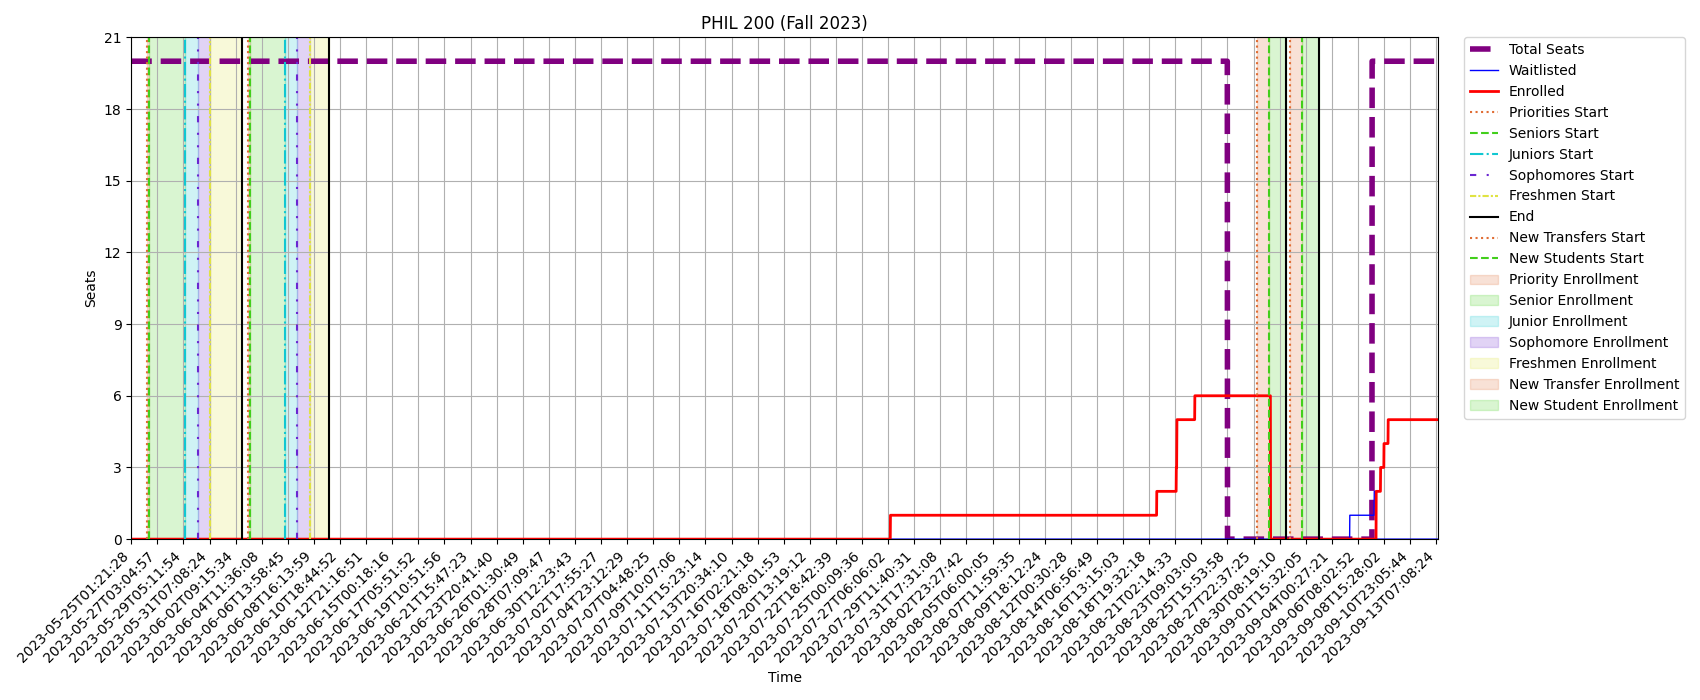 PHIL 200 (Fall 2023)
21
18
15
12
9
6
3
0
Seats
2023-05-25T01:21:28
2023-05-27T03:04:57
2023-05-29T05:11:54
2023-05-31T07:08:24
2023-06-02T09:15:34
2023-06-04T11:36:08
2023-06-06T13:58:45
2023-06-08T16:13:59
2023-06-10T18:44:52
2023-06-12T21:16:51
2023-06-15T00:18:16
2023-06-17T05:51:52
2023-06-19T10:51:56
2023-06-21T15:47:23
2023-06-23T20:41:40
2023-06-26T01:30:49
2023-06-28T07:09:47
2023-06-30T12:23:43
2023-07-02T17:55:27
2023-07-04T23:12:29
2023-07-07T04:48:25
2023-07-09T10:07:06
2023-07-11T15:23:14
2023-07-13T20:34:10
2023-07-16T02:21:18
2023-07-18T08:01:53
2023-07-20T13:19:12
2023-07-22T18:42:39
2023-07-25T00:09:36
2023-07-27T06:06:02
2023-07-29T11:40:31
2023-07-31T17:31:08
2023-08-02T23:27:42
2023-08-05T06:00:05
2023-08-07T11:59:35
2023-08-09T18:12:24
2023-08-12T00:30:28
2023-08-14T06:56:49
2023-08-16T13:15:03
2023-08-18T19:32:18
2023-08-21T02:14:33
2023-08-23T09:03:00
2023-08-25T15:53:58
2023-08-27T22:37:25
2023-08-30T08:19:10
2023-09-01T15:32:05
2023-09-04T00:27:21
2023-09-06T08:02:52
2023-09-08T15:28:02
2023-09-10T23:05:44
2023-09-13T07:08:24
Time
Total Seats
Waitlisted
Enrolled
Priorities Start
Seniors Start
Juniors Start
Sophomores Start
Freshmen Start
End
New Transfers Start
New Students Start
Priority Enrollment
Senior Enrollment
Junior Enrollment
Sophomore Enrollment
Freshmen Enrollment
New Transfer Enrollment
New Student Enrollment